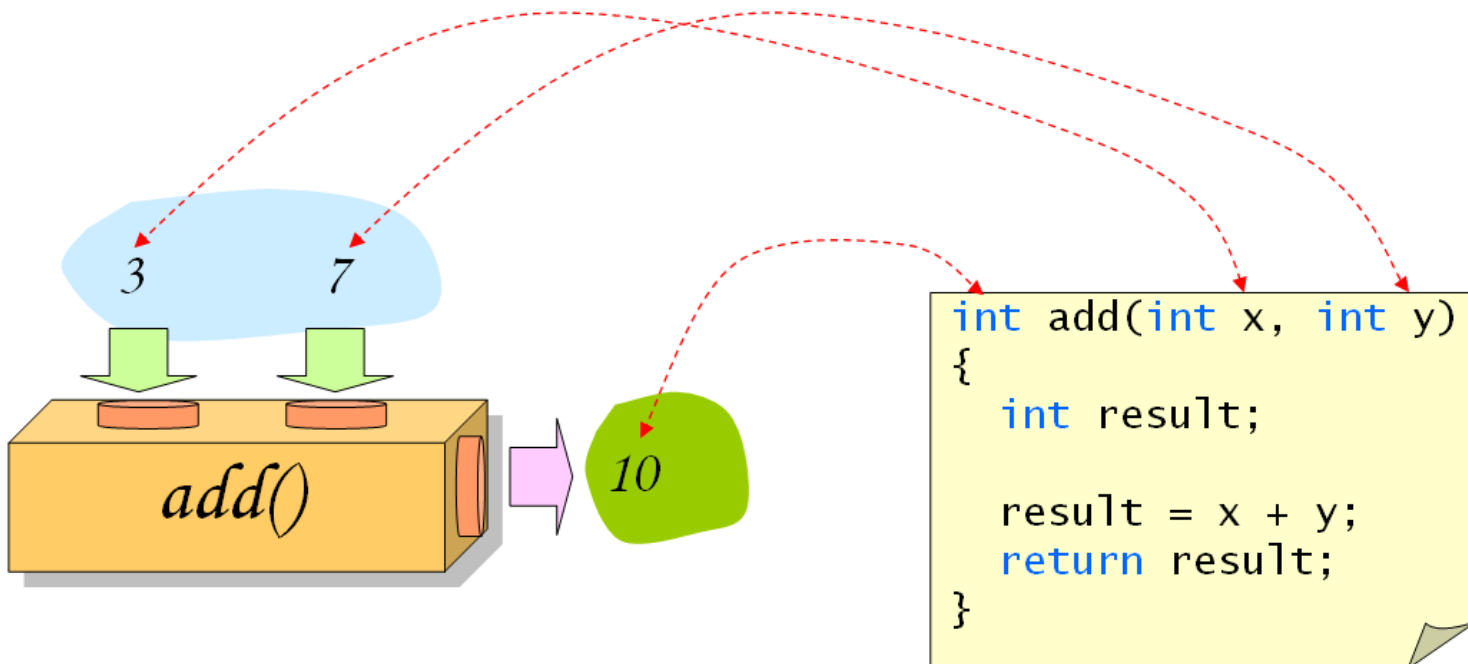 3 7
add()
10
int add(int x, int y)
{
int result;
result = x + y;
return result;
}